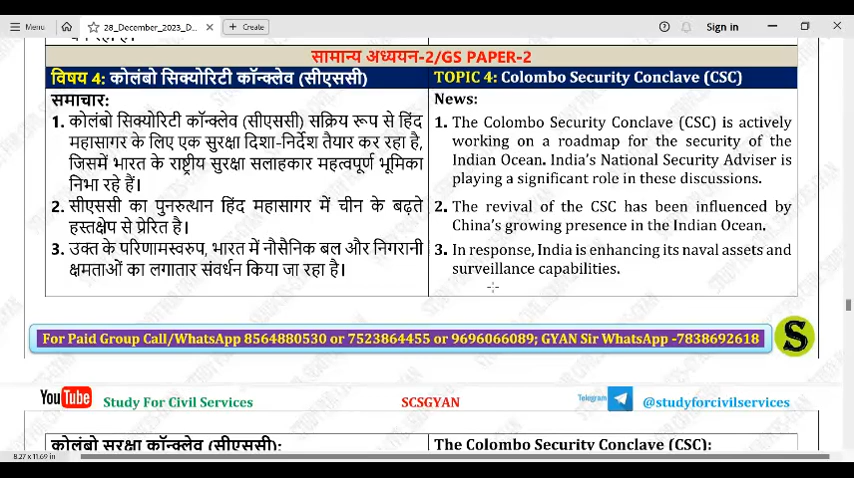 Menu
28_December_2023_D...
+ Create
Sign in
सामान्य अध्ययन-2/GS PAPER-2
विषय 4: कोलंबो सिक्योरिटी कॉन्क्लेव (सीएससी)
समाचार:
1. कोलंबो सिक्योरिटी कॉन्क्लेव (सीएससी) सक्रिय रूप से हिंद
महासागर के लिए एक सुरक्षा दिशा-निर्देश तैयार कर रहा है,
जिसमें भारत के राष्ट्रीय सुरक्षा सलाहकार महत्वपूर्ण भूमिका
निभा रहे हैं।
2. सीएससी का पुनरुत्थान हिंद महासागर में चीन के बढ़ते
हस्तक्षेप से प्रेरित है।
3. उक्त के परिणामस्वरुप, भारत में नौसैनिक बल और निगरानी
क्षमताओं का लगातार संवर्धन किया जा रहा है।
TOPIC 4: Colombo Security Conclave (CSC)
News:
1. The Colombo Security Conclave (CSC) is actively
working on a roadmap for the security of the
Indian Ocean. India's National Security Adviser is
playing a significant role in these discussions.
2. The revival of the CSC has been influenced by
China's growing presence in the Indian Ocean.
3. In response, India is enhancing its naval assets and
surveillance capabilities.
For Paid Group Call/WhatsApp 8564880530 or 7523864455 or 9696066089; GYAN Sir WhatsApp -7838692618
S
YouTube Study For Civil Services
SCSGYAN
Telegram @studyforcivilservices
कोलंबो सुरक्षा कॉन्क्लेव (सीएससी):
The Colombo Security Conclave (CSC):
8.27 x 11.69 in